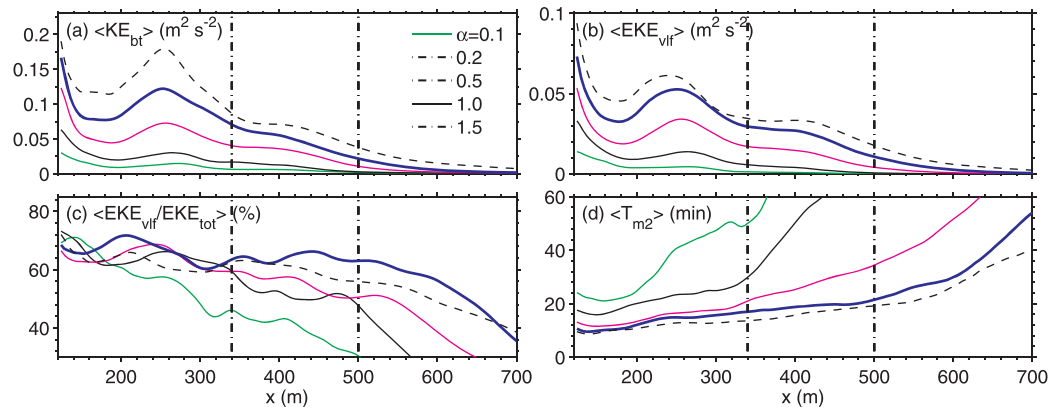 (a) <KE_bt> (m² s⁻²)
α=0.1
0.2
0.5
1.0
1.5
0.2
0.15
0.1
0.05
0
(b) <EKE_vlf> (m² s⁻²)
0.1
0.05
0
(c) <EKE_vlf/EKE_tot> (%)
80
60
40
200 300 400 500 600 700
x (m)
(d) <T_m2> (min)
60
40
20
0
200 300 400 500 600 700
x (m)